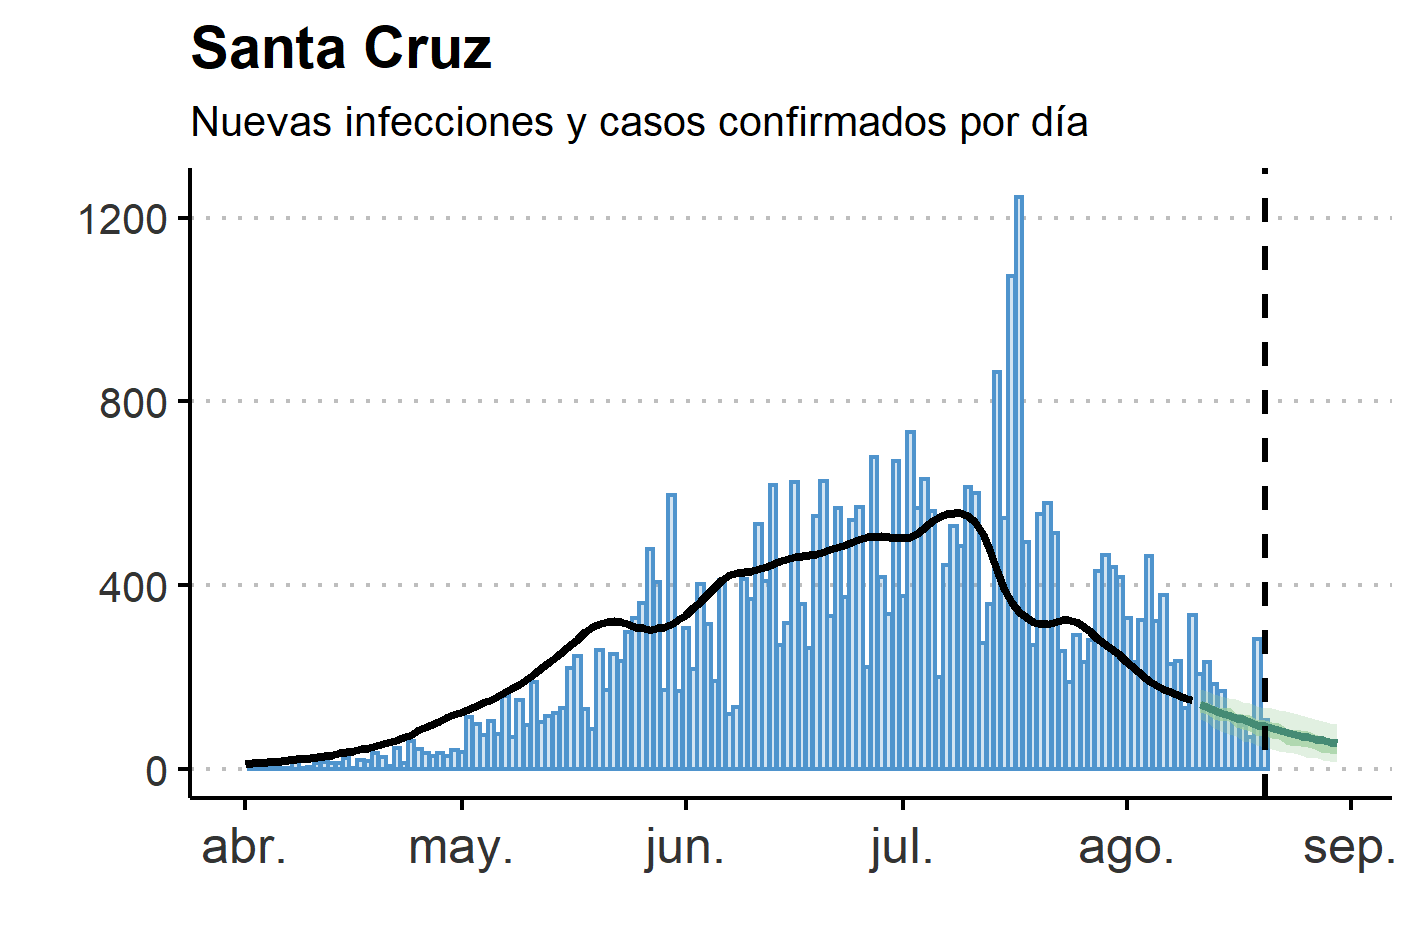 Santa Cruz
Nuevas infecciones y casos confirmados por día
1200
800
400
0
abr. may. jun. jul. ago. sep.